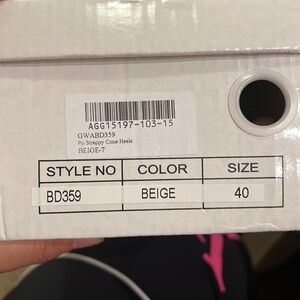 AGG15197-103-15
GWABD359
Pu Strappy Cone Heels
BEIGE-7
STYLE NO COLOR SIZE
BD359 BEIGE 40